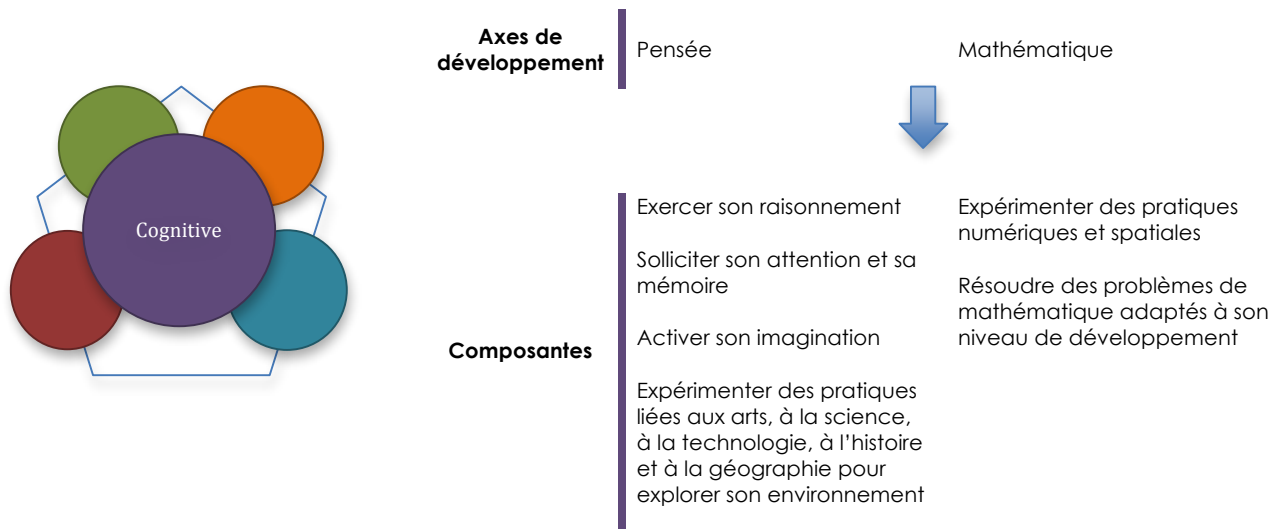 Axes de
développement
Pensée
Mathématique
Cognitive
Composantes
Exercer son raisonnement
Solliciter son attention et sa
mémoire
Activer son imagination
Expérimenter des pratiques
liées aux arts, à la science,
à la technologie, à l’histoire
et à la géographie pour
explorer son environnement
Expérimenter des pratiques
numériques et spatiales
Résoudre des problèmes de
mathématique adaptés à son
niveau de développement